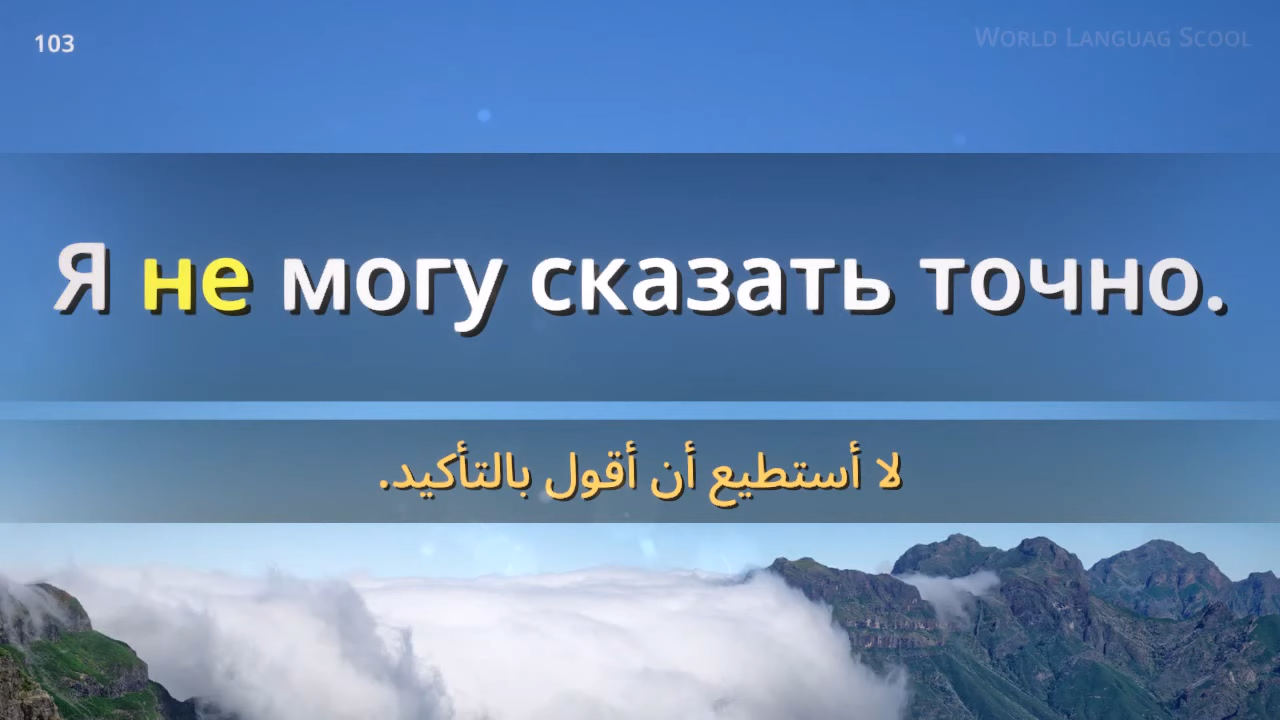 103
World Languag Scool
Я не могу сказать точно.
لا أستطيع أن أقول بالتأكيد.